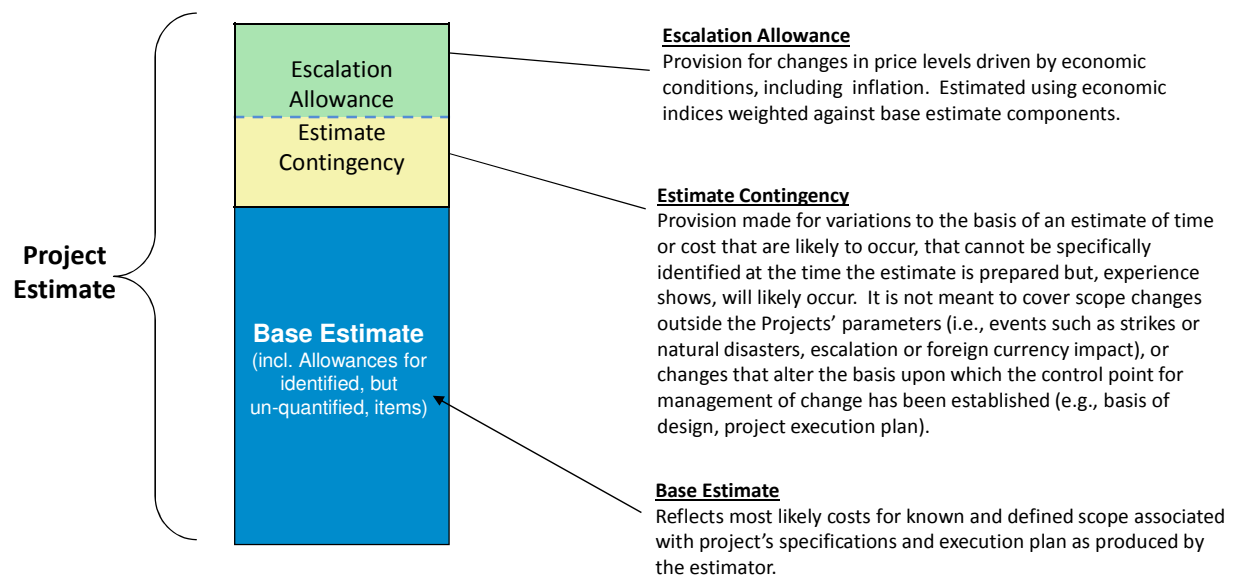 Project
Estimate
Escalation
Allowance
Estimate
Contingency
Base Estimate
(incl. Allowances for
identified, but
un-quantified, items)
Escalation Allowance
Provision for changes in price levels driven by economic
conditions, including  inflation.  Estimated using economic
indices weighted against base estimate components.
Estimate Contingency
Provision made for variations to the basis of an estimate of time
or cost that are likely to occur, that cannot be specifically
identified at the time the estimate is prepared but, experience
shows, will likely occur.  It is not meant to cover scope changes
outside the Projects’ parameters (i.e., events such as strikes or
natural disasters, escalation or foreign currency impact), or
changes that alter the basis upon which the control point for
management of change has been established (e.g., basis of
design, project execution plan).
Base Estimate
Reflects most likely costs for known and defined scope associated
with project’s specifications and execution plan as produced by
the estimator.